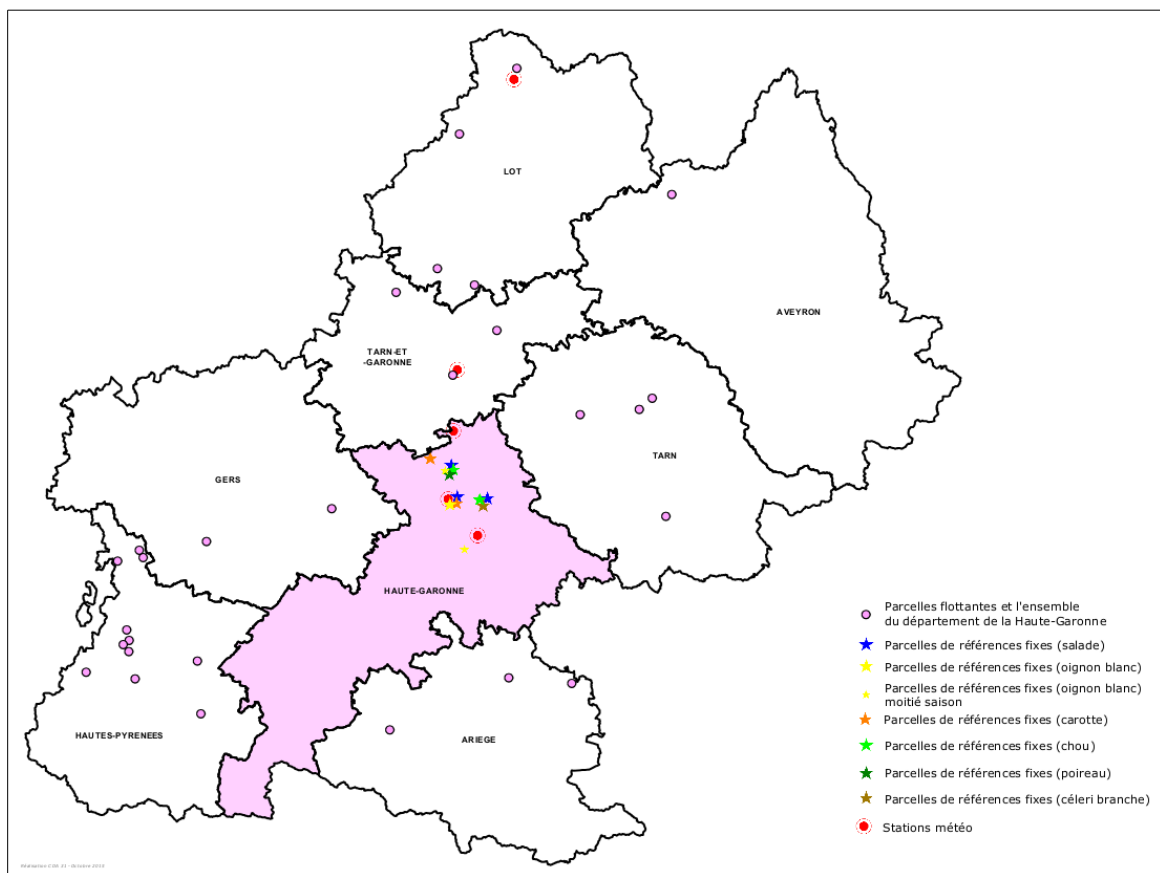 LOT
AVEYRON
TARN-ET
-GARONNE
TARN
GERS
HAUTE-GARONNE
HAUTES-PYRENEES
ARIEGE
Parcelles flottantes et l'ensemble
du département de la Haute-Garonne
Parcelles de références fixes (salade)
Parcelles de références fixes (oignon blanc)
Parcelles de références fixes (oignon blanc)
moitié saison
Parcelles de références fixes (carotte)
Parcelles de références fixes (chou)
Parcelles de références fixes (poireau)
Parcelles de références fixes (céleri branche)
Stations météo